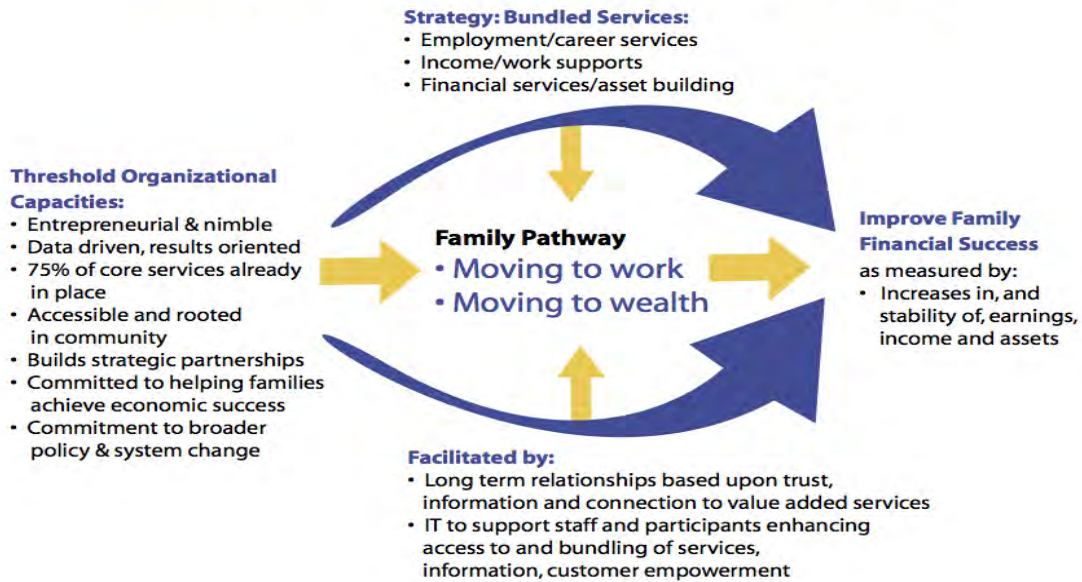 Strategy: Bundled Services:
• Employment/career services
• Income/work supports
• Financial services/asset building
Threshold Organizational
Capacities:
• Entrepreneurial & nimble
• Data driven, results oriented
• 75% of core services already
in place
• Accessible and rooted
in community
• Builds strategic partnerships
• Committed to helping families
achieve economic success
• Commitment to broader
policy & system change
Family Pathway
• Moving to work
• Moving to wealth
Improve Family
Financial Success
as measured by:
• Increases in, and
stability of, earnings,
income and assets
Facilitated by:
• Long term relationships based upon trust,
information and connection to value added services
• IT to support staff and participants enhancing
access to and bundling of services,
information, customer empowerment